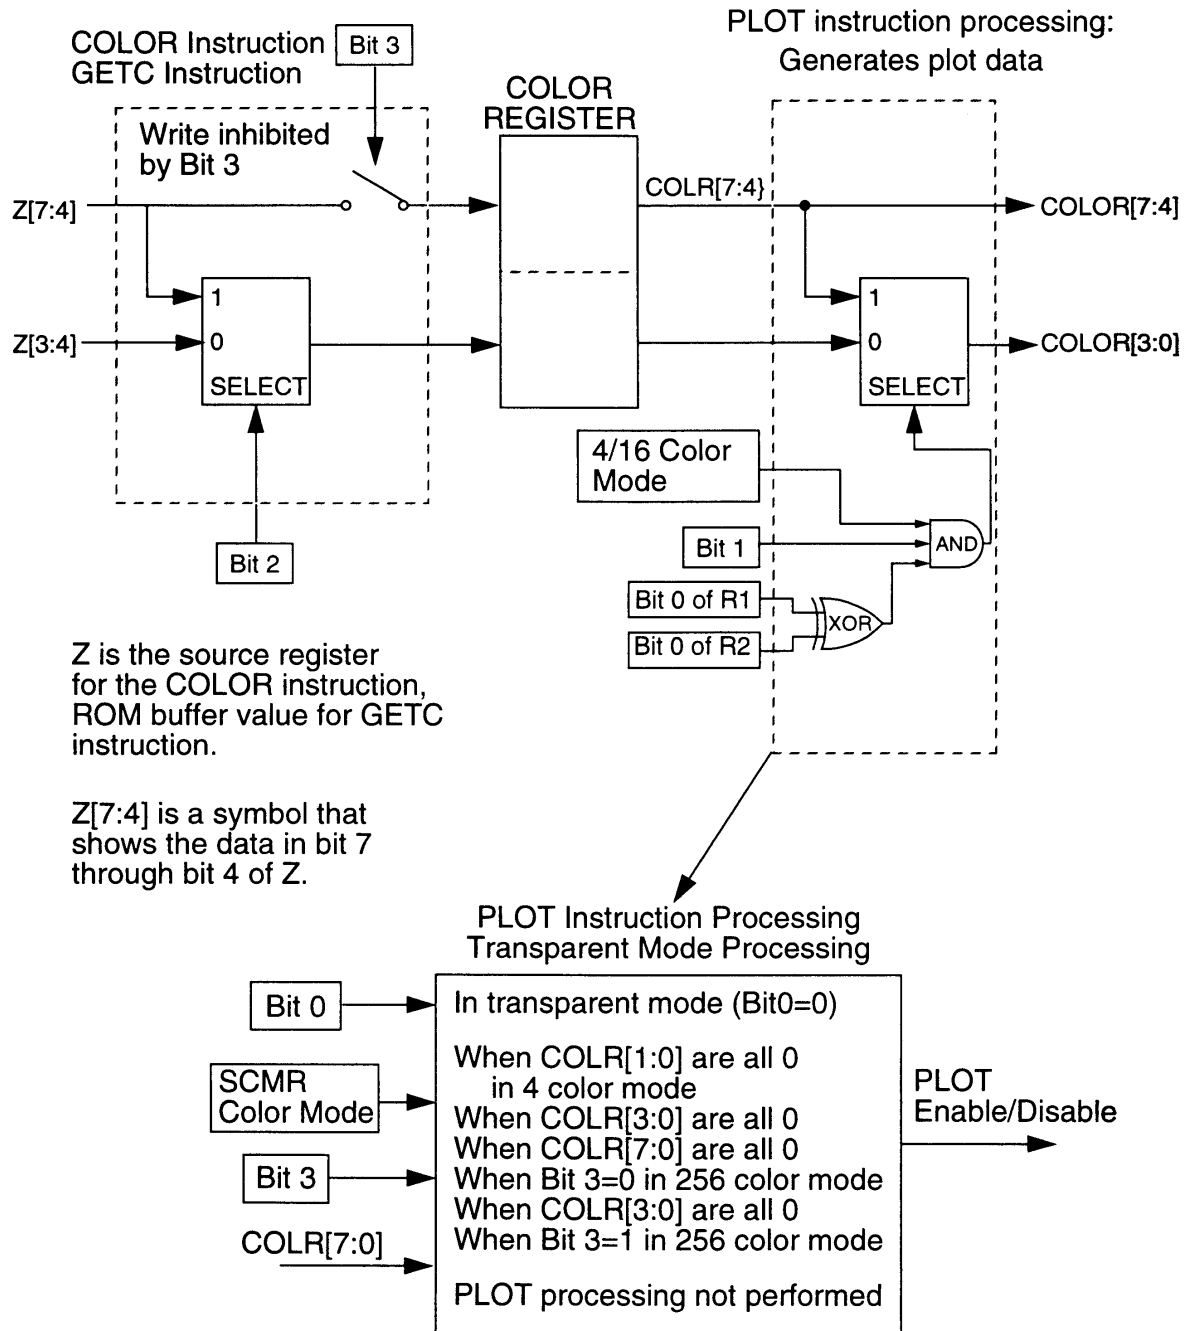 COLOR Instruction
GETC Instruction
Bit 3
PLOT instruction processing:
Generates plot data
COLOR
REGISTER
Write inhibited
by Bit 3
Z[7:4]
COLR[7:4}
COLOR[7:4]
1
0
SELECT
Z[3:4]
1
0
SELECT
COLOR[3:0]
4/16 Color
Mode
Bit 1
AND
Bit 2
Bit 0 of R1
XOR
Bit 0 of R2
Z is the source register
for the COLOR instruction,
ROM buffer value for GETC
instruction.
Z[7:4] is a symbol that
shows the data in bit 7
through bit 4 of Z.
PLOT Instruction Processing
Transparent Mode Processing
Bit 0
SCMR
Color Mode
Bit 3
COLR[7:0]
In transparent mode (Bit0=0)
When COLR[1:0] are all 0
in 4 color mode
When COLR[3:0] are all 0
When COLR[7:0] are all 0
When Bit 3=0 in 256 color mode
When COLR[3:0] are all 0
When Bit 3=1 in 256 color mode
PLOT processing not performed
PLOT
Enable/Disable